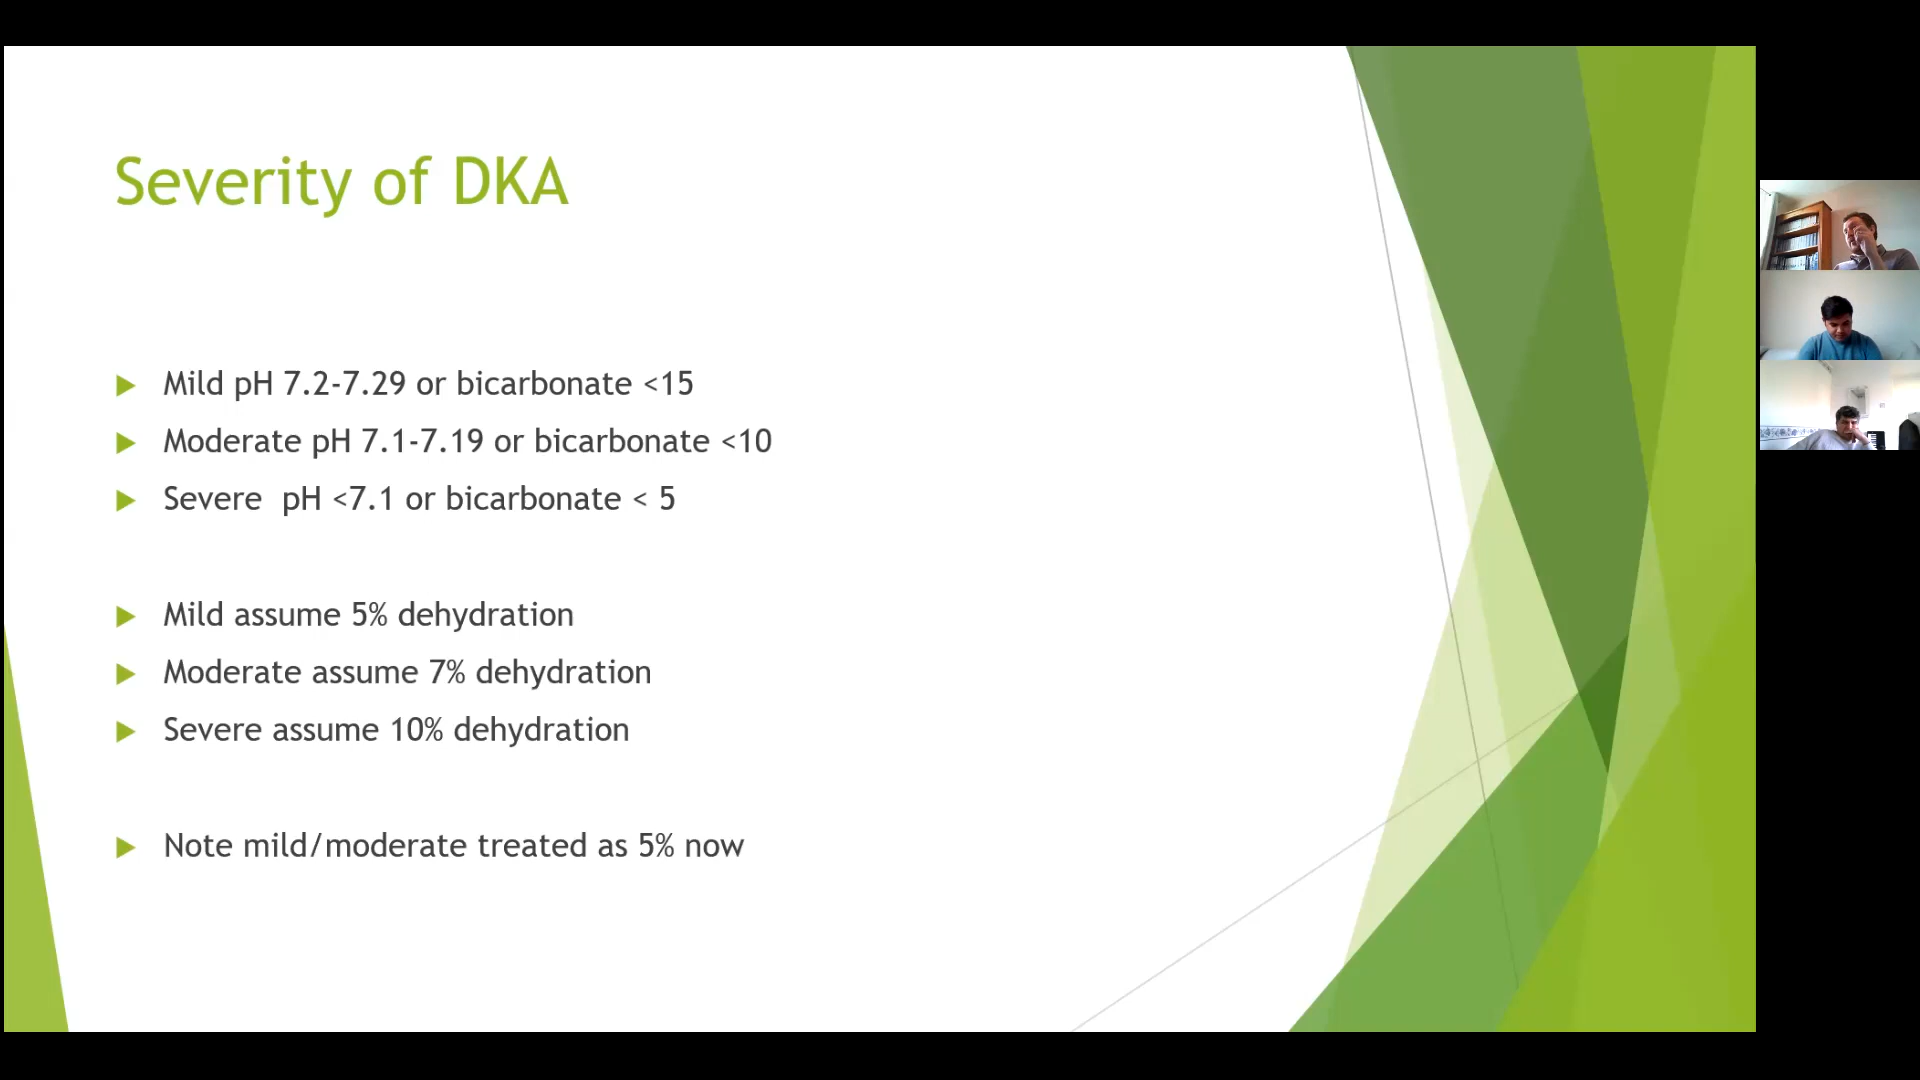 Severity of DKA
Mild pH 7.2-7.29 or bicarbonate <15
Moderate pH 7.1-7.19 or bicarbonate <10
Severe  pH <7.1 or bicarbonate < 5
Mild assume 5% dehydration
Moderate assume 7% dehydration
Severe assume 10% dehydration
Note mild/moderate treated as 5% now